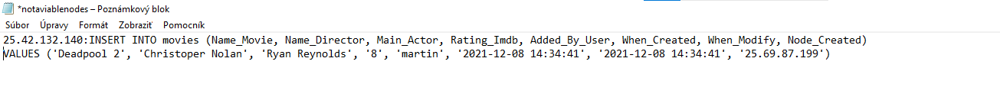 *notaviablenodes – Poznámkový blok
Súbor Úpravy Formát Zobraziť Pomocník
25.42.132.140:INSERT INTO movies (Name_Movie, Name_Director, Main_Actor, Rating_Imdb, Added_By_User, When_Created, When_Modify, Node_Created)
VALUES ('Deadpool 2', 'Christoper Nolan', 'Ryan Reynolds', '8', 'martin', '2021-12-08 14:34:41', '2021-12-08 14:34:41', '25.69.87.199')